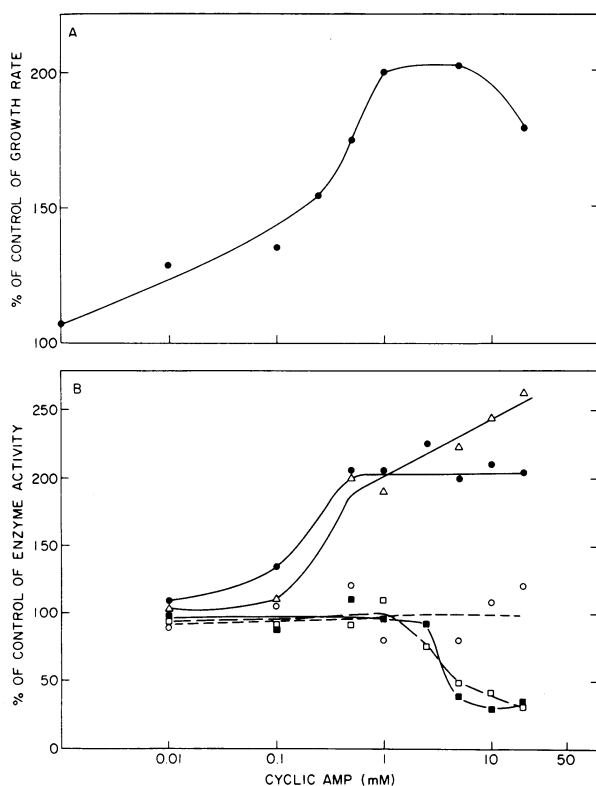 A
% OF CONTROL OF GROWTH RATE
200
150
100
B
% OF CONTROL OF ENZYME ACTIVITY
250
200
150
100
50
0
0.01 0.1 1 10 50
CYCLIC AMP (mM)